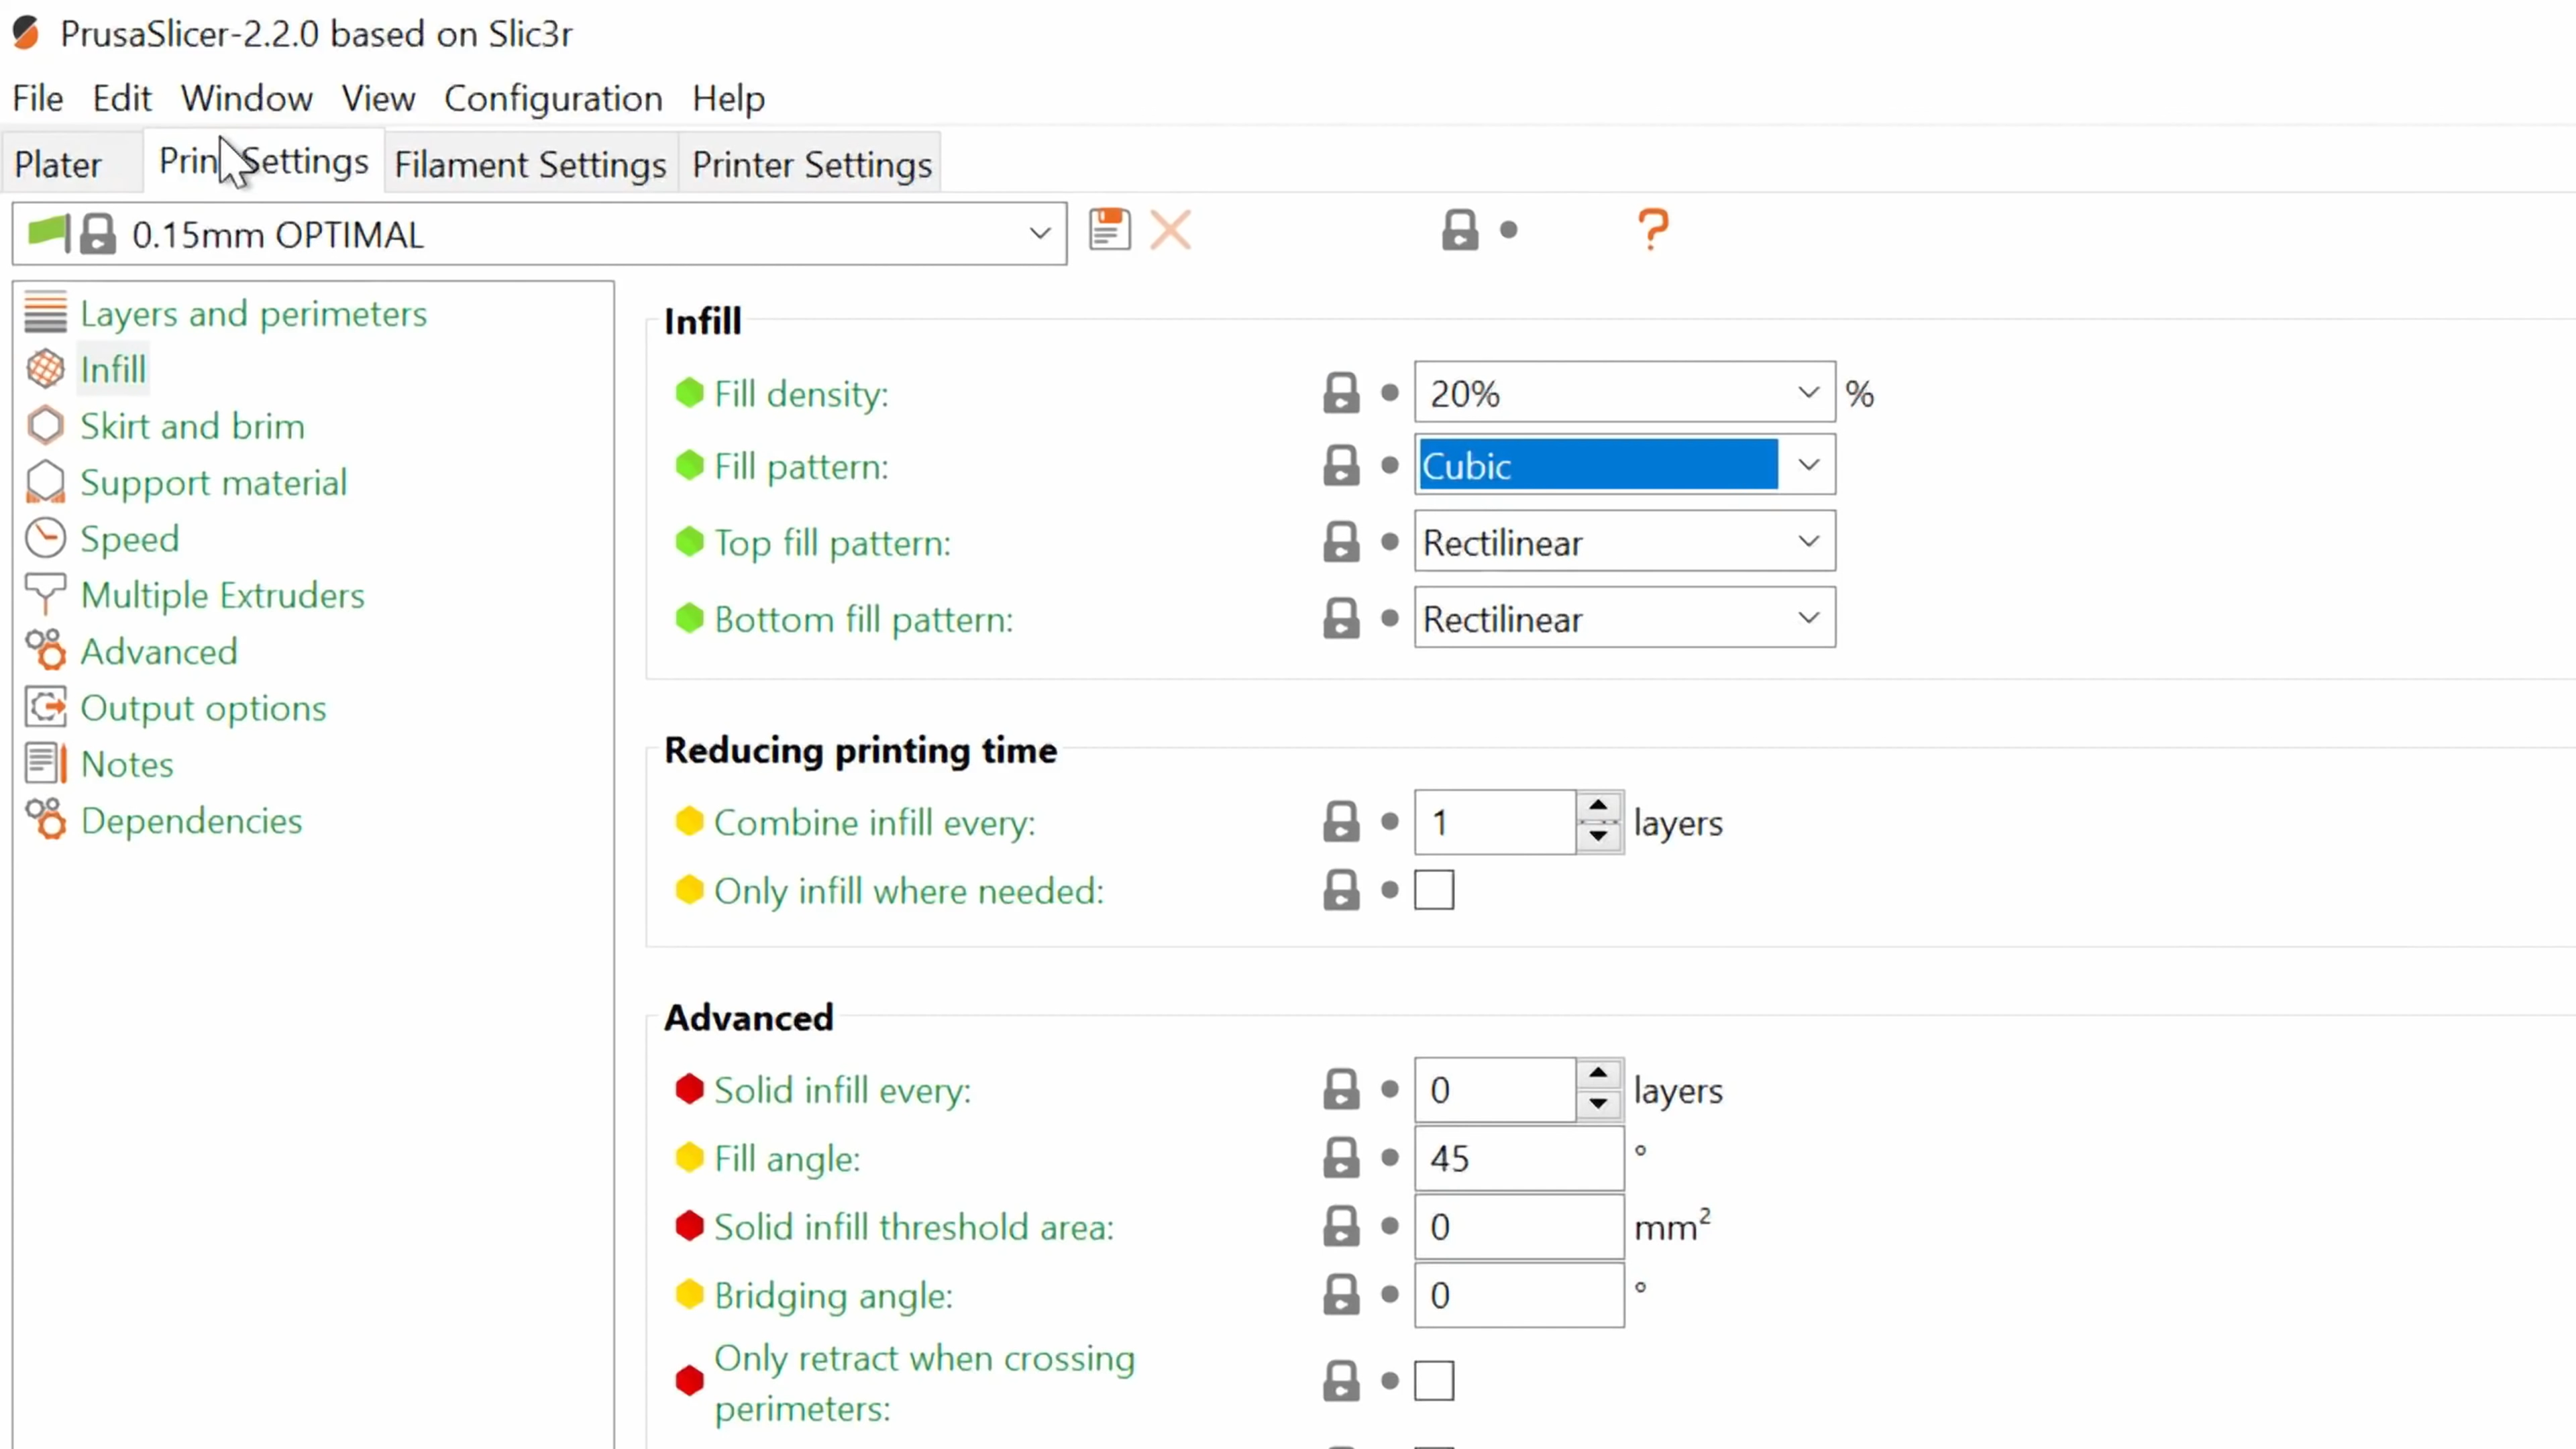 PrusaSlicer-2.2.0 based on Slic3r
File Edit Window View Configuration Help
Plater Print Settings Filament Settings Printer Settings
0.15mm OPTIMAL
?
Layers and perimeters
Infill
Skirt and brim
Support material
Speed
Multiple Extruders
Advanced
Output options
Notes
Dependencies
Infill
Fill density: 20% %
Fill pattern: Cubic
Top fill pattern: Rectilinear
Bottom fill pattern: Rectilinear
Reducing printing time
Combine infill every: 1 layers
Only infill where needed:
Advanced
Solid infill every: 0 layers
Fill angle: 45 °
Solid infill threshold area: 0 mm²
Bridging angle: 0 °
Only retract when crossing
perimeters: